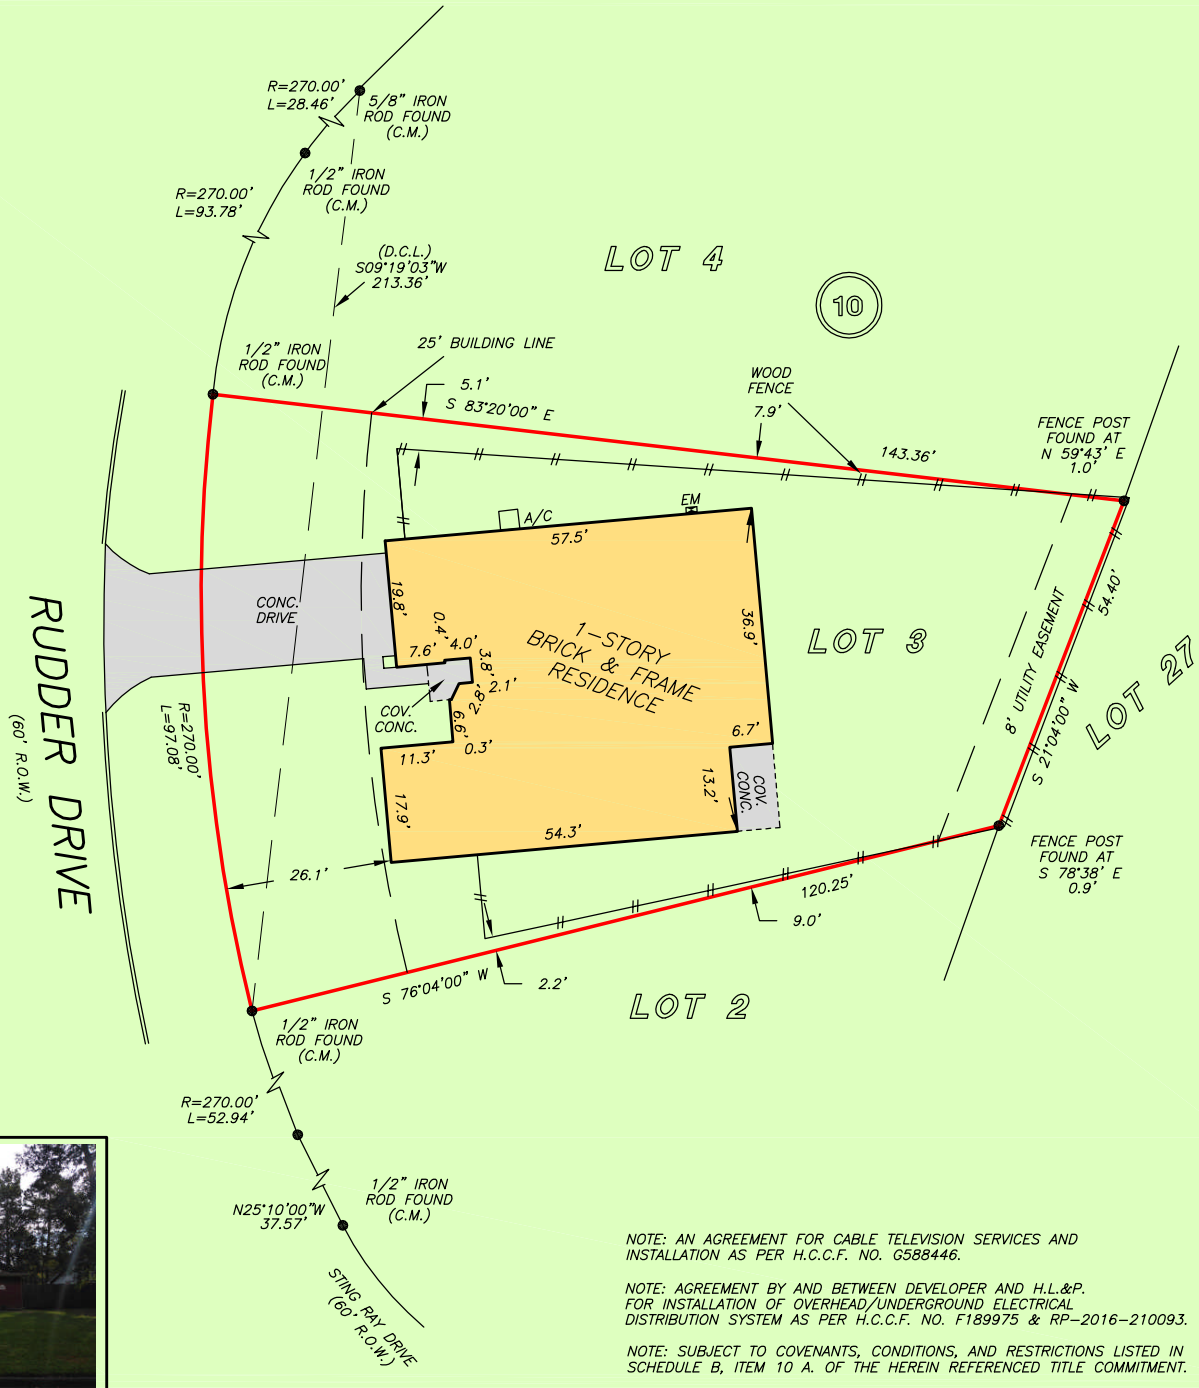 R=270.00'
L=28.46'
5/8" IRON
ROD FOUND
(C.M.)
1/2" IRON
ROD FOUND
(C.M.)
R=270.00'
L=93.78'
(D.C.L.)
S09°19'03"W
213.36'
LOT 4
10
1/2" IRON
ROD FOUND
(C.M.)
25' BUILDING LINE
5.1'
S 83°20'00" E
WOOD
FENCE
7.9'
143.36'
FENCE POST
FOUND AT
N 59°43' E
1.0'
EM
A/C
57.5'
19.8'
CONC.
DRIVE
0.4'
4.0'
7.6'
3.8'
2.1'
2.8'
COV.
CONC.
6.6'
0.3'
11.3'
17.9'
54.3'
1-STORY
BRICK & FRAME
RESIDENCE
36.9'
6.7'
13.2'
COV.
CONC.
LOT 3
8' UTILITY EASEMENT
54.40'
S 21°04'00" W
LOT 27
RUDDER DRIVE
(60' R.O.W.)
R=270.00'
L=97.08'
26.1'
FENCE POST
FOUND AT
S 78°38' E
0.9'
120.25'
9.0'
S 76°04'00" W
2.2'
LOT 2
1/2" IRON
ROD FOUND
(C.M.)
R=270.00'
L=52.94'
1/2" IRON
ROD FOUND
(C.M.)
N25°10'00"W
37.57'
STING RAY DRIVE
(60' R.O.W.)
NOTE: AN AGREEMENT FOR CABLE TELEVISION SERVICES AND
INSTALLATION AS PER H.C.C.F. NO. G588446.
NOTE: AGREEMENT BY AND BETWEEN DEVELOPER AND H.L.&P.
FOR INSTALLATION OF OVERHEAD/UNDERGROUND ELECTRICAL
DISTRIBUTION SYSTEM AS PER H.C.C.F. NO. F189975 & RP-2016-210093.
NOTE: SUBJECT TO COVENANTS, CONDITIONS, AND RESTRICTIONS LISTED IN
SCHEDULE B, ITEM 10 A. OF THE HEREIN REFERENCED TITLE COMMITMENT.